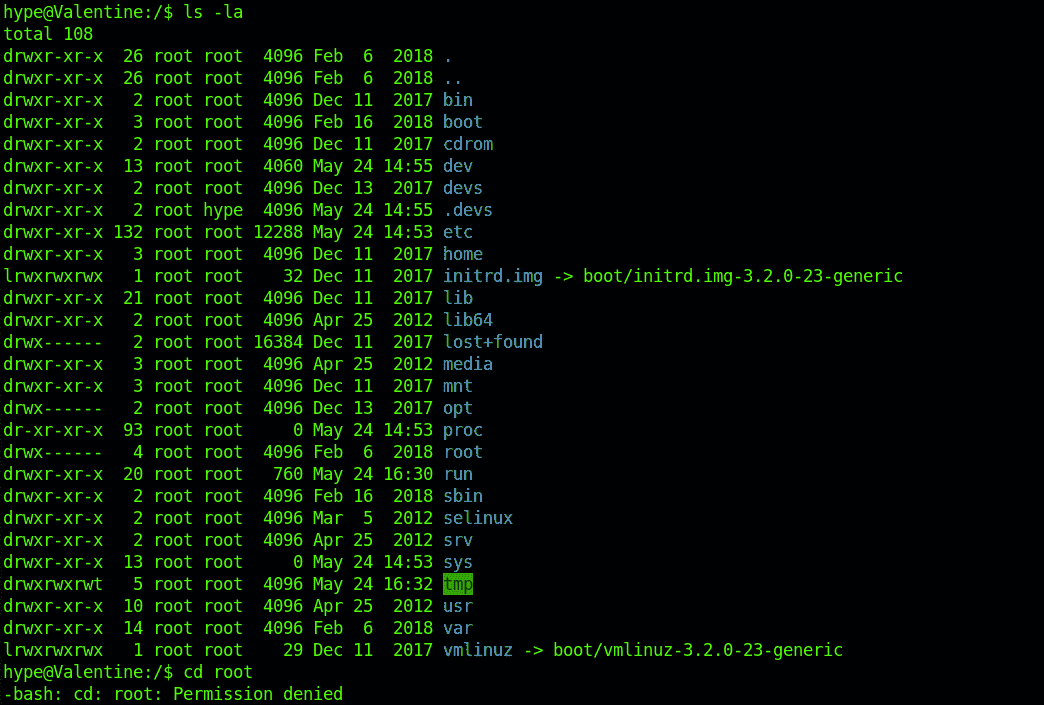 hype@Valentine:/$ ls -la
total 108
drwxr-xr-x  26 root root  4096 Feb  6  2018 .
drwxr-xr-x  26 root root  4096 Feb  6  2018 ..
drwxr-xr-x   2 root root  4096 Dec 11  2017 bin
drwxr-xr-x   3 root root  4096 Feb 16  2018 boot
drwxr-xr-x   2 root root  4096 Dec 11  2017 cdrom
drwxr-xr-x  13 root root  4060 May 24 14:55 dev
drwxr-xr-x   2 root root  4096 Dec 13  2017 devs
drwxr-xr-x   2 root hype  4096 May 24 14:55 .devs
drwxr-xr-x 132 root root 12288 May 24 14:53 etc
drwxr-xr-x   3 root root  4096 Dec 11  2017 home
lrwxrwxrwx   1 root root    32 Dec 11  2017 initrd.img -> boot/initrd.img-3.2.0-23-generic
drwxr-xr-x  21 root root  4096 Dec 11  2017 lib
drwxr-xr-x   2 root root  4096 Apr 25  2012 lib64
drwx------   2 root root 16384 Dec 11  2017 lost+found
drwxr-xr-x   3 root root  4096 Apr 25  2012 media
drwxr-xr-x   3 root root  4096 Dec 11  2017 mnt
drwx------   2 root root  4096 Dec 13  2017 opt
dr-xr-xr-x  93 root root     0 May 24 14:53 proc
drwx------   4 root root  4096 Feb  6  2018 root
drwxr-xr-x  20 root root   760 May 24 16:30 run
drwxr-xr-x   2 root root  4096 Feb 16  2018 sbin
drwxr-xr-x   2 root root  4096 Mar  5  2012 selinux
drwxr-xr-x   2 root root  4096 Apr 25  2012 srv
drwxr-xr-x  13 root root     0 May 24 14:53 sys
drwxrwxrwt   5 root root  4096 May 24 16:32 tmp
drwxr-xr-x  10 root root  4096 Apr 25  2012 usr
drwxr-xr-x  14 root root  4096 Feb  6  2018 var
lrwxrwxrwx   1 root root    29 Dec 11  2017 vmlinuz -> boot/vmlinuz-3.2.0-23-generic
hype@Valentine:/$ cd root
-bash: cd: root: Permission denied